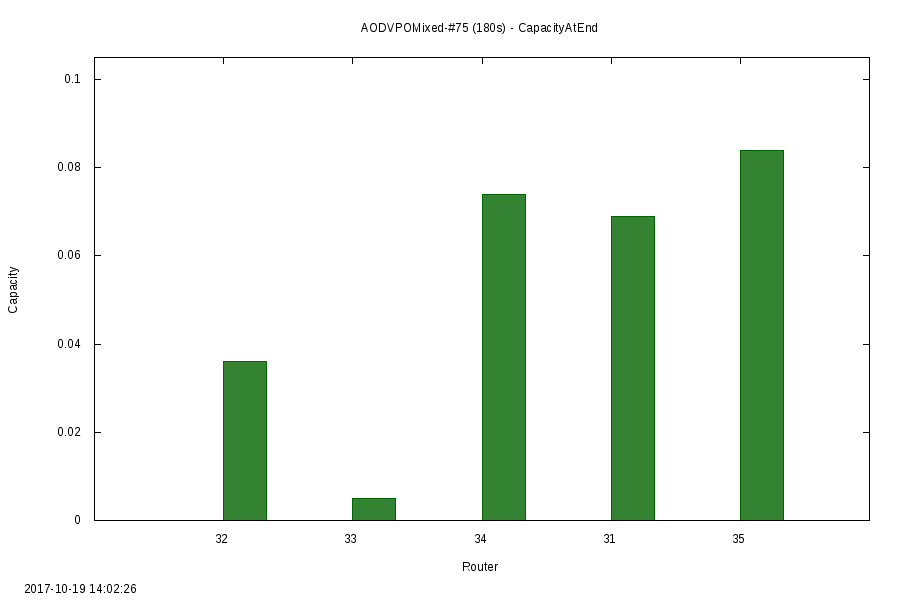 AODVPOMixed-#75 (180s) - CapacityAtEnd
0.1
0.08
0.06
0.04
0.02
0
Capacity
32 33 34 31 35
Router
2017-10-19 14:02:26